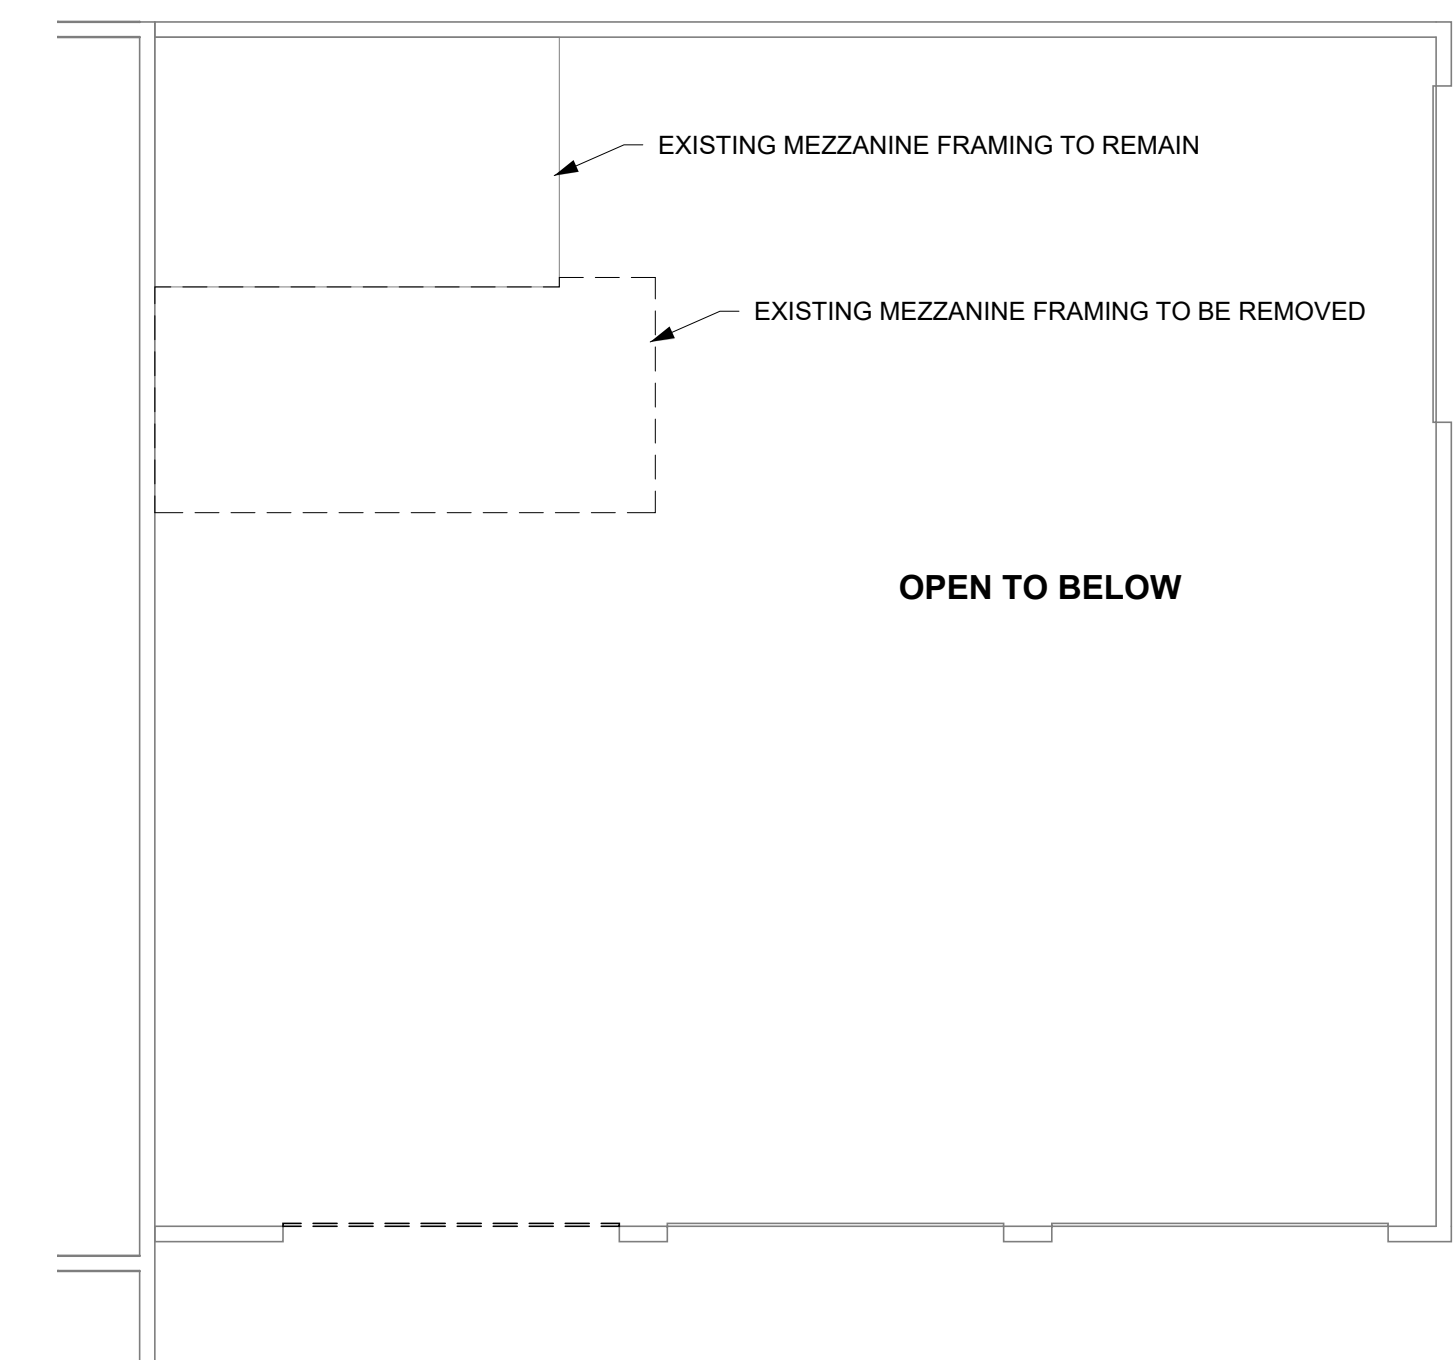 EXISTING MEZZANINE FRAMING TO REMAIN
EXISTING MEZZANINE FRAMING TO BE REMOVED
OPEN TO BELOW